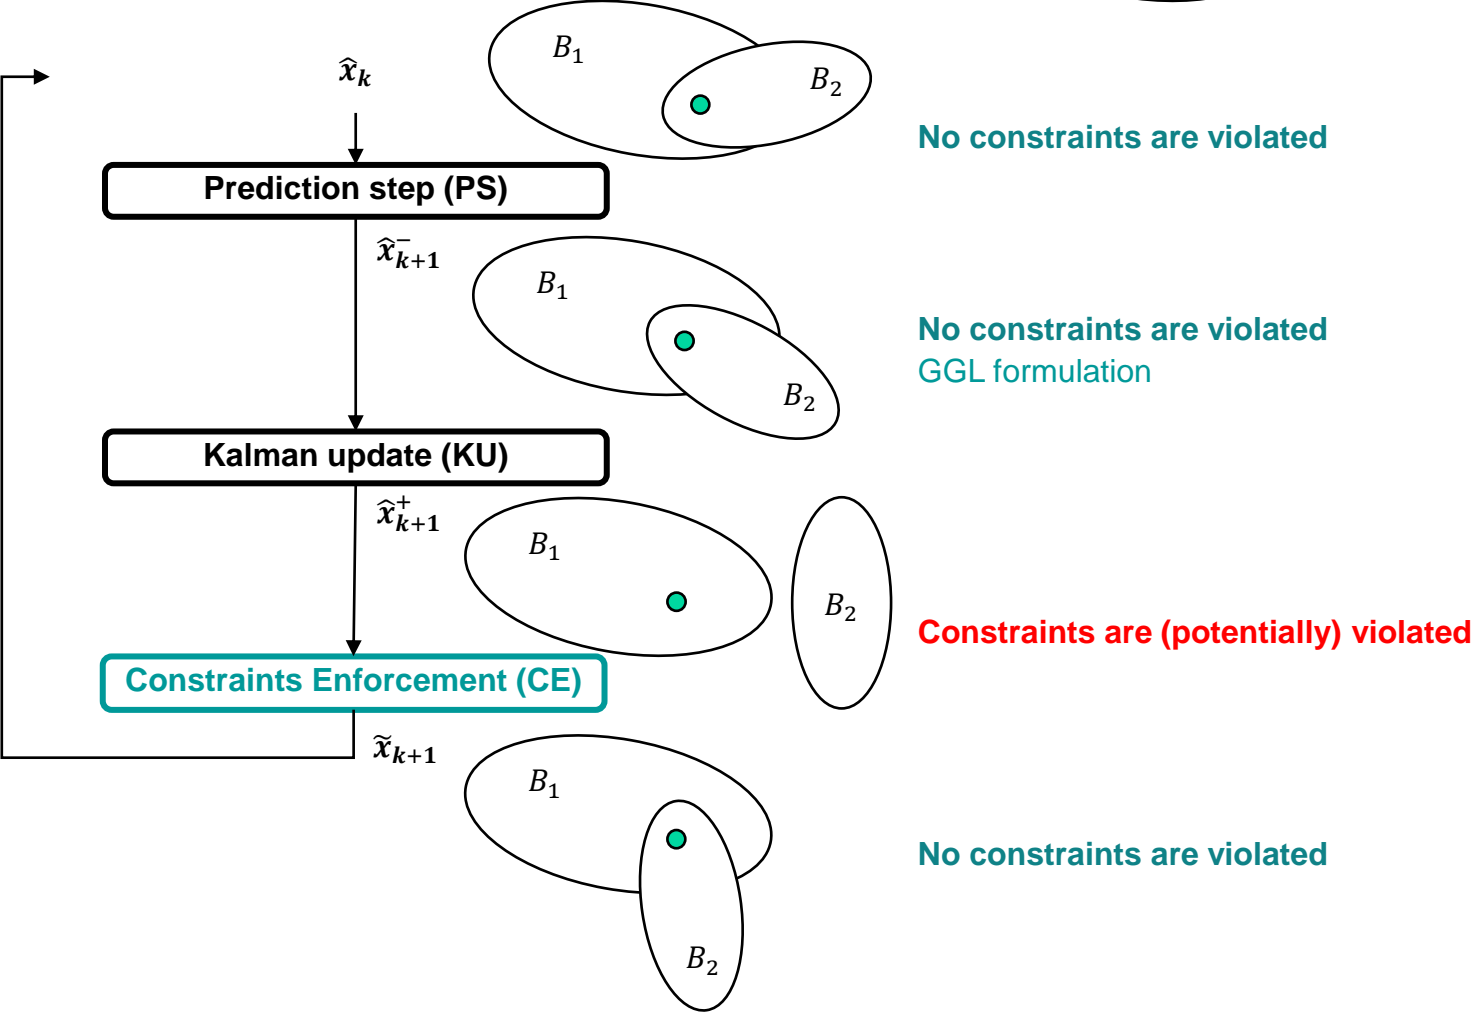 B₁
x̂ₖ
B₂
No constraints are violated
Prediction step (PS)
x̂⁻ₖ₊₁
B₁
No constraints are violated
GGL formulation
B₂
Kalman update (KU)
x̂⁺ₖ₊₁
B₁
B₂
Constraints are (potentially) violated
Constraints Enforcement (CE)
x̃ₖ₊₁
B₁
No constraints are violated
B₂